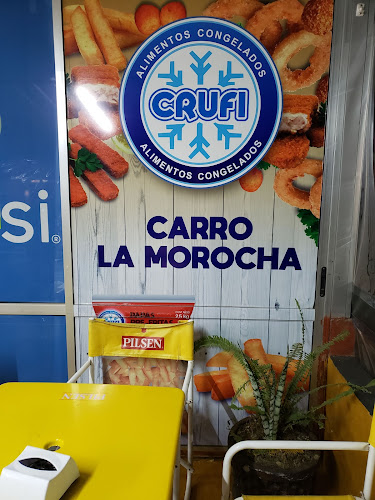 ALIMENTOS CONGELADOS
CRUFI
ALIMENTOS CONGELADOS
si
CARRO
LA MOROCHA
PILSEN